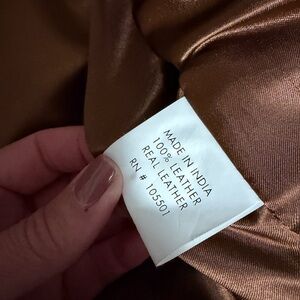 MADE IN INDIA
100% LEATHER
REAL LEATHER
RN # 105501